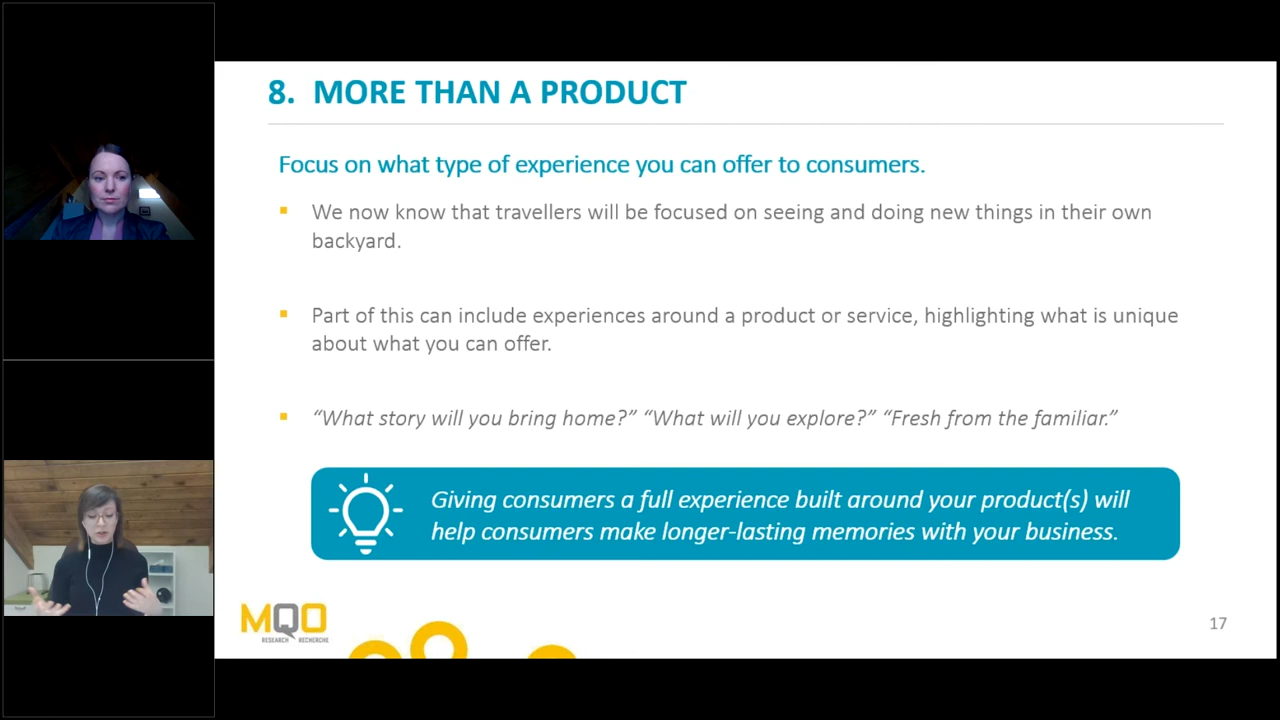 8. MORE THAN A PRODUCT
Focus on what type of experience you can offer to consumers.
We now know that travellers will be focused on seeing and doing new things in their own
backyard.
Part of this can include experiences around a product or service, highlighting what is unique
about what you can offer.
“What story will you bring home?” “What will you explore?” “Fresh from the familiar.”
Giving consumers a full experience built around your product(s) will
help consumers make longer-lasting memories with your business.
MQO
RESEARCH RECHERCHE
17